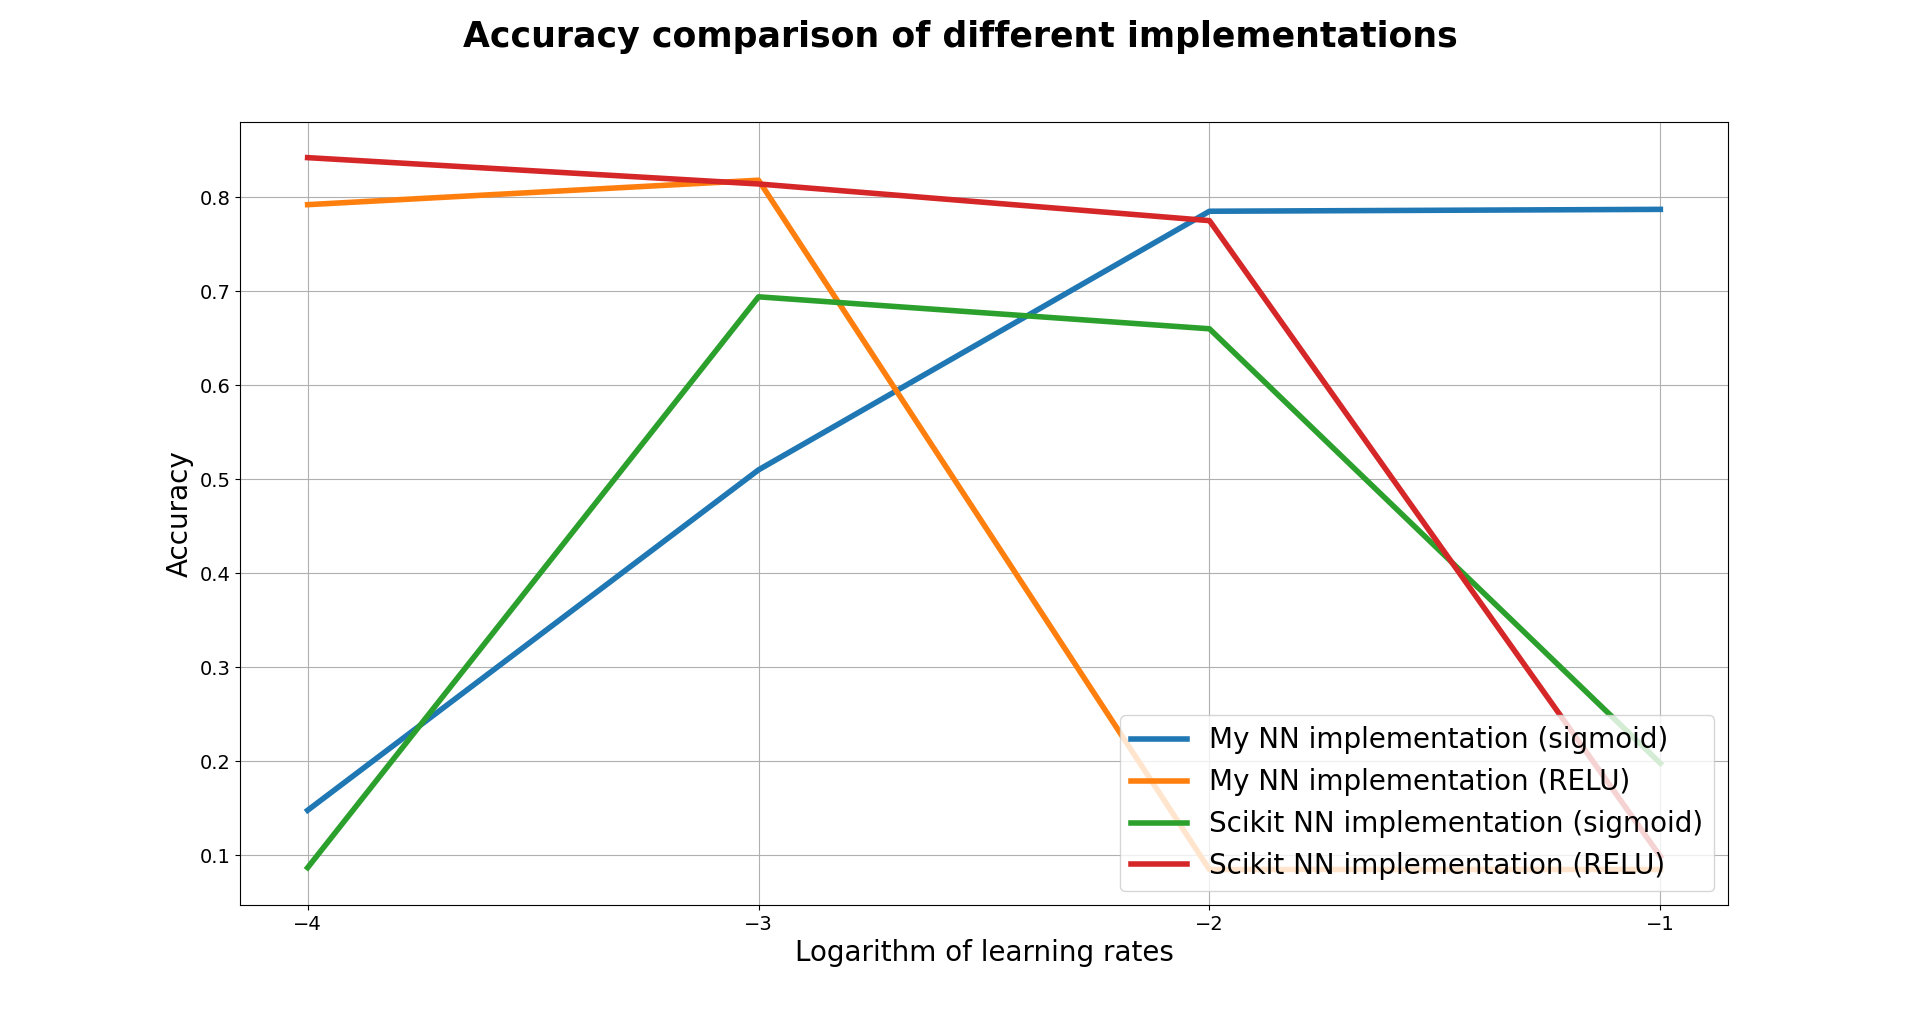 Accuracy comparison of different implementations
Accuracy
0.8
0.7
0.6
0.5
0.4
0.3
0.2
0.1
My NN implementation (sigmoid)
My NN implementation (RELU)
Scikit NN implementation (sigmoid)
Scikit NN implementation (RELU)
−4
−3
−2
−1
Logarithm of learning rates